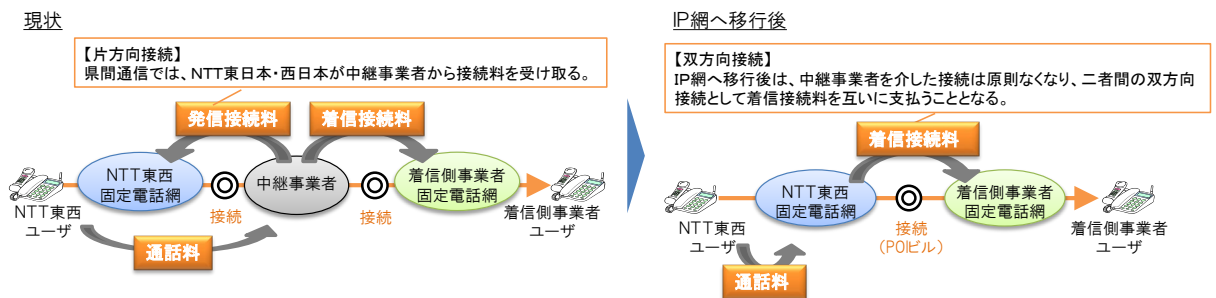 現状
【片方向接続】
県間通信では、NTT東日本・西日本が中継事業者から接続料を受け取る。
発信接続料
着信接続料
NTT東西
固定電話網
中継事業者
着信側事業者
固定電話網
接続
接続
NTT東西
ユーザ
着信側事業者
ユーザ
通話料
IP網へ移行後
【双方向接続】
IP網へ移行後は、中継事業者を介した接続は原則なくなり、二者間の双方向
接続として着信接続料を互いに支払うこととなる。
着信接続料
NTT東西
固定電話網
着信側事業者
固定電話網
接続
(POIビル)
NTT東西
ユーザ
着信側事業者
ユーザ
通話料